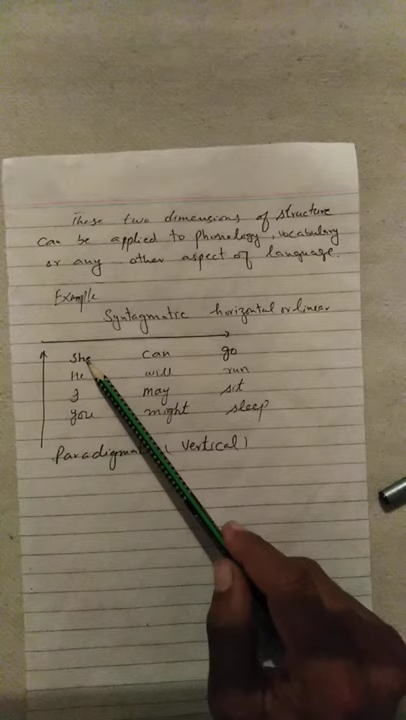 These two dimensions of structure
can be applied to phonology, vocabulary
or any other aspect of language.
Example
Syntagmatic horizontal or linear
She can go
He will run
I may sit
you might sleep
Paradigma ( vertical )